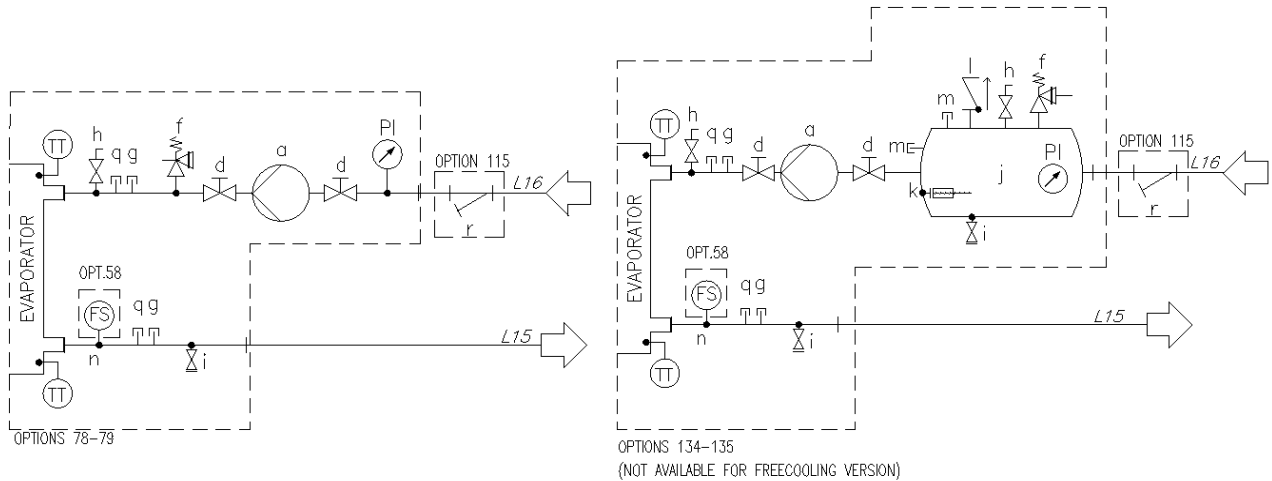 TT
h
q g
f
d
a
d
PI
OPTION 115
L16
r
EVAPORATOR
OPT.58
FS
q g
n
i
L15
TT
OPTIONS 78-79
TT
h
q g
d
a
d
m
m
l
h
f
j
PI
k
i
OPTION 115
L16
r
EVAPORATOR
OPT.58
FS
q g
n
i
L15
TT
OPTIONS 134-135
(NOT AVAILABLE FOR FREECOOLING VERSION)